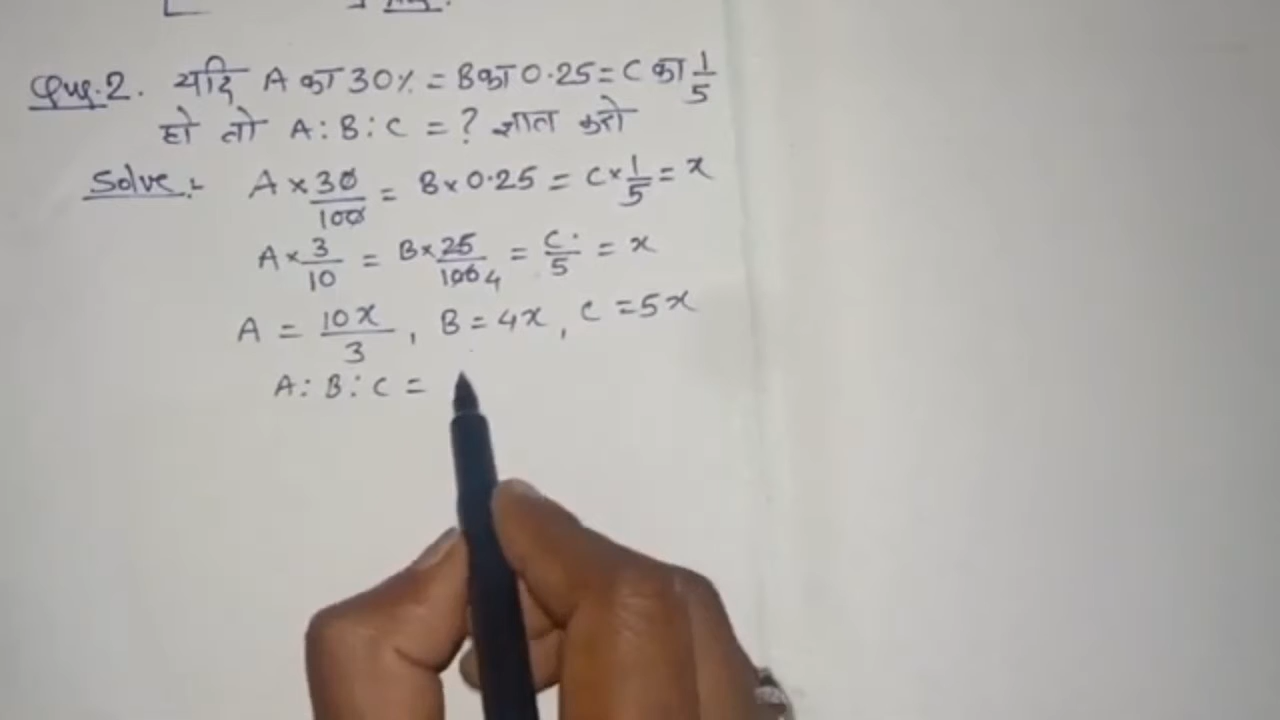 Que.2. यदि A का 30% = B का 0.25 = C का 1/5
हो तो A : B : C = ? ज्ञात करो
Solve:- A × 30/100 = B × 0.25 = C × 1/5 = x
A × 3/10 = B × 25/100 4 = C/5 = x
A = 10x/3 , B = 4x , C = 5x
A : B : C =